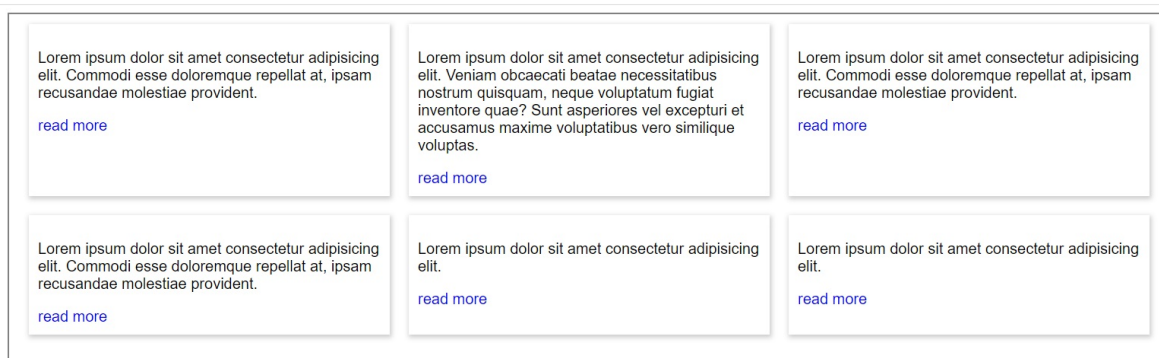 Lorem ipsum dolor sit amet consectetur adipisicing
elit. Commodi esse doloremque repellat at, ipsam
recusandae molestiae provident.
read more
Lorem ipsum dolor sit amet consectetur adipisicing
elit. Veniam obcaecati beatae necessitatibus
nostrum quisquam, neque voluptatum fugiat
inventore quae? Sunt asperiores vel excepturi et
accusamus maxime voluptatibus vero similique
voluptas.
read more
Lorem ipsum dolor sit amet consectetur adipisicing
elit. Commodi esse doloremque repellat at, ipsam
recusandae molestiae provident.
read more
Lorem ipsum dolor sit amet consectetur adipisicing
elit. Commodi esse doloremque repellat at, ipsam
recusandae molestiae provident.
read more
Lorem ipsum dolor sit amet consectetur adipisicing
elit.
read more
Lorem ipsum dolor sit amet consectetur adipisicing
elit.
read more